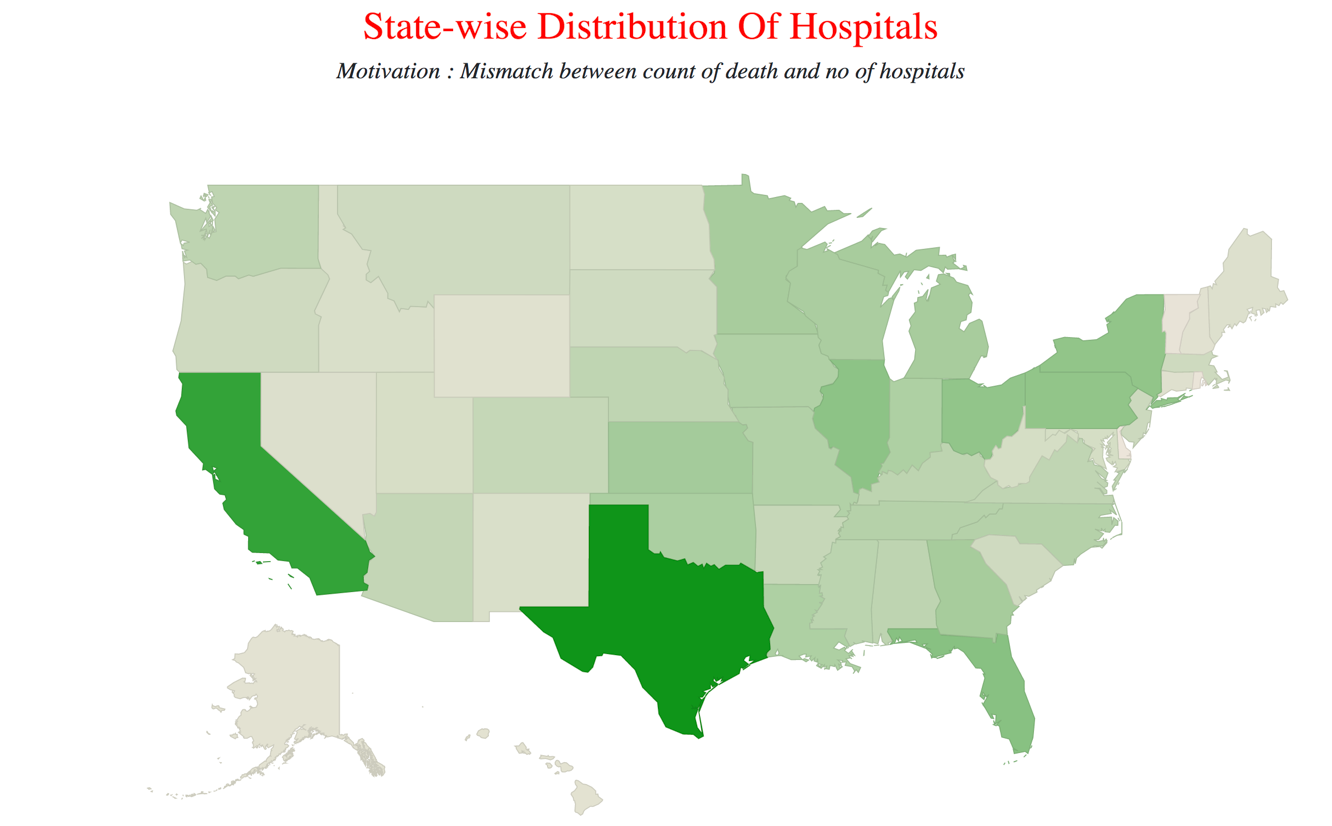 State-wise Distribution Of Hospitals
Motivation : Mismatch between count of death and no of hospitals